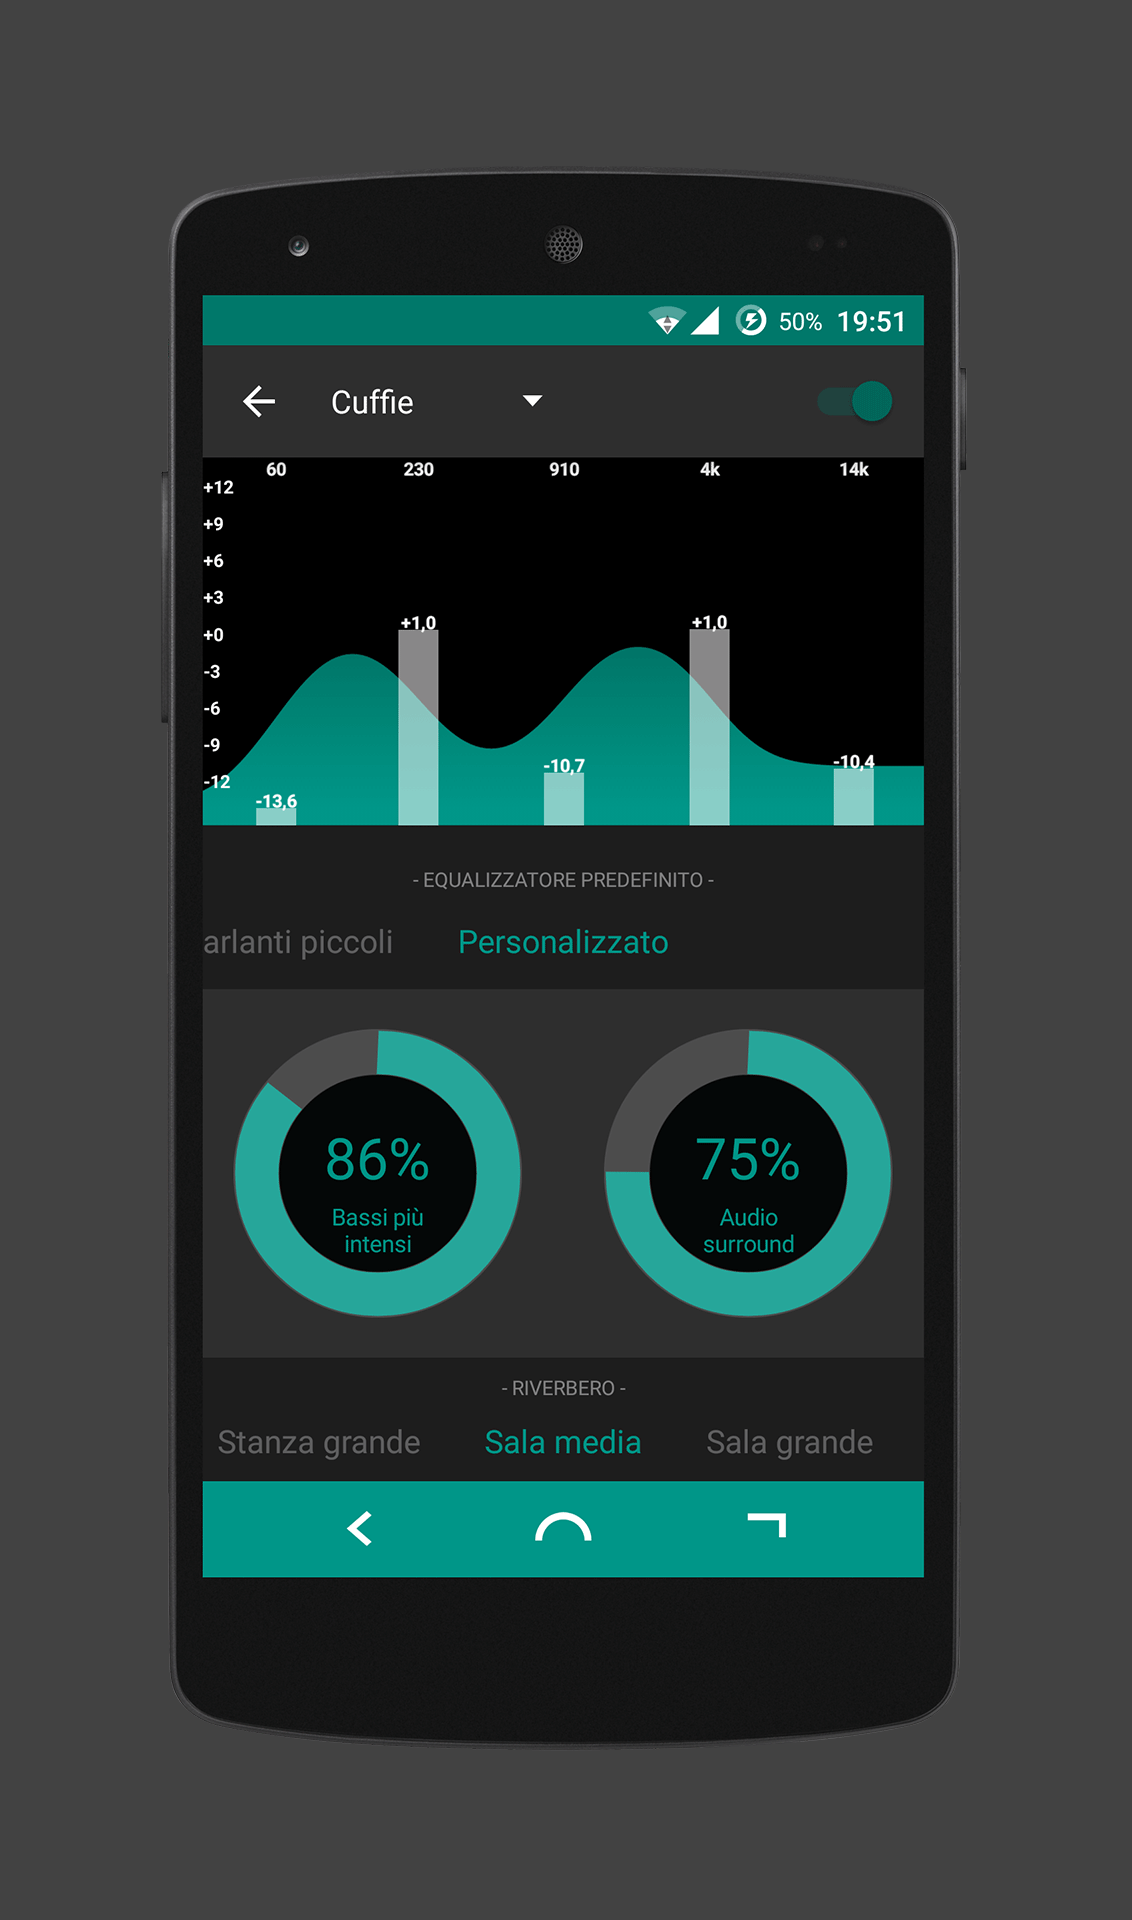 50% 19:51
Cuffie
60 230 910 4k 14k
+12
+9
+6
+3
+1,0 +1,0
+0
-3
-6
-9
-10,7 -10,4
-12
-13,6
- EQUALIZZATORE PREDEFINITO -
arlanti piccoli Personalizzato
86% 75%
Bassi più Audio
intensi surround
- RIVERBERO -
Stanza grande Sala media Sala grande